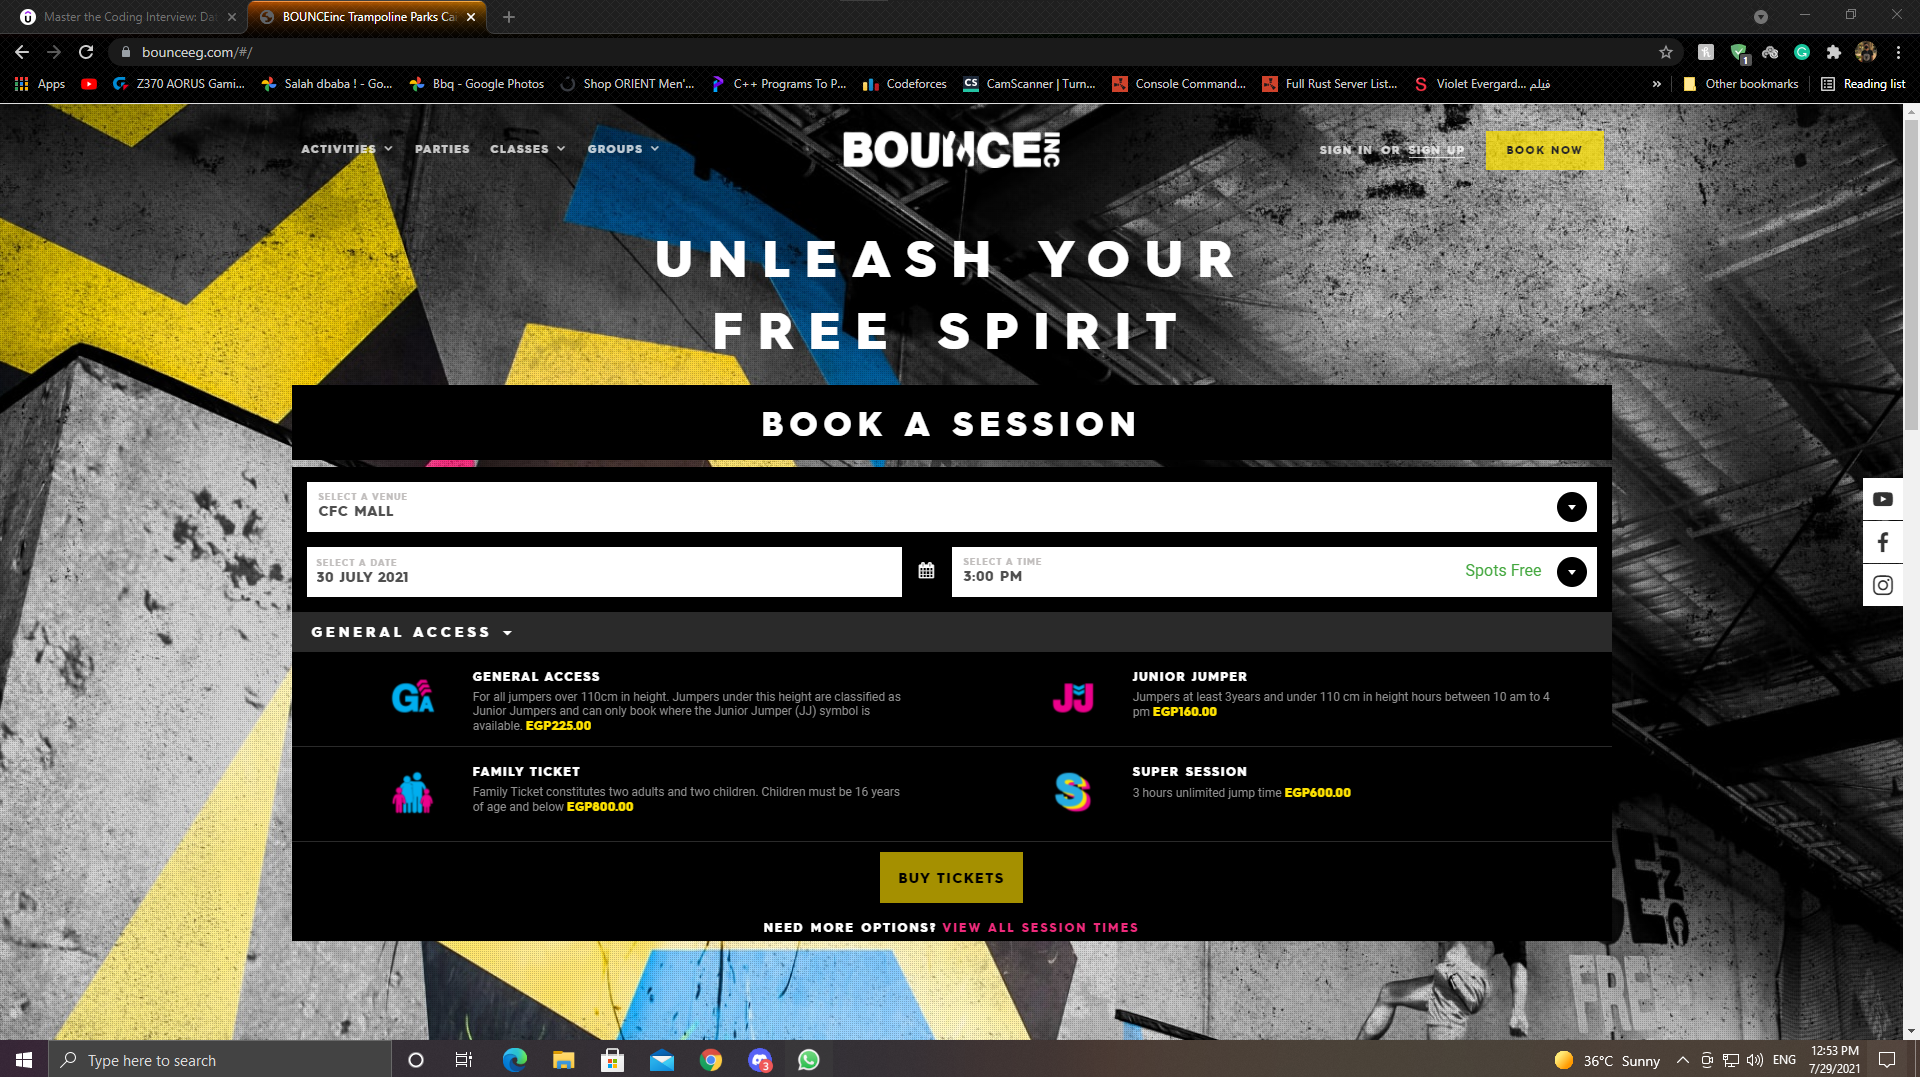 Master the Coding Interview: Dat
BOUNCEinc Trampoline Parks Ca
bounceeg.com/#/
Apps
Z370 AORUS Gami...
Salah dbaba ! - Go...
Bbq - Google Photos
Shop ORIENT Men'...
C++ Programs To P...
Codeforces
CS
CamScanner | Turn...
Console Command...
Full Rust Server List...
Violet Evergard... فيلم
»
Other bookmarks
Reading list
ACTIVITIES
PARTIES
CLASSES
GROUPS
BOUNCE INC
SIGN IN OR SIGN UP
BOOK NOW
UNLEASH YOUR
FREE SPIRIT
BOOK A SESSION
SELECT A VENUE
CFC MALL
SELECT A DATE
30 JULY 2021
SELECT A TIME
3:00 PM
Spots Free
GENERAL ACCESS
GA
GENERAL ACCESS
For all jumpers over 110cm in height. Jumpers under this height are classified as
Junior Jumpers and can only book where the Junior Jumper (JJ) symbol is
available. EGP225.00
JJ
JUNIOR JUMPER
Jumpers at least 3years and under 110 cm in height hours between 10 am to 4
pm EGP160.00
FAMILY TICKET
Family Ticket constitutes two adults and two children. Children must be 16 years
of age and below EGP800.00
S
SUPER SESSION
3 hours unlimited jump time EGP600.00
BUY TICKETS
NEED MORE OPTIONS? VIEW ALL SESSION TIMES
FRE
Type here to search
3
36°C Sunny
ENG
12:53 PM
7/29/2021